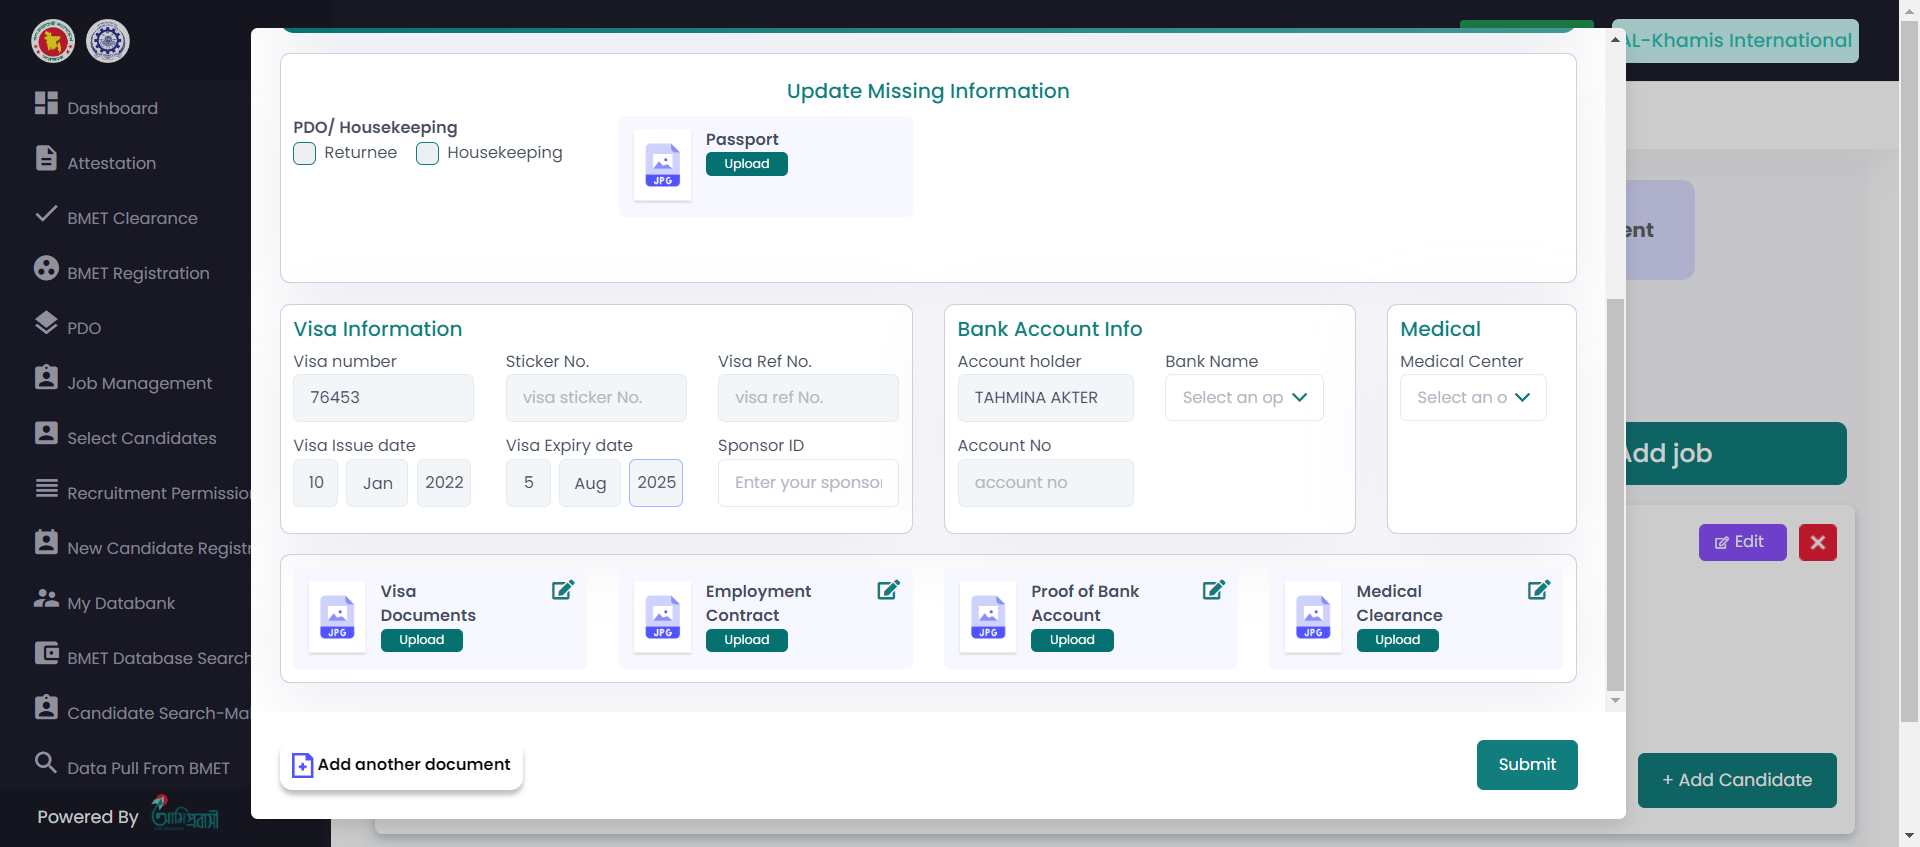 Dashboard
Attestation
BMET Clearance
BMET Registration
PDO
Job Management
Select Candidates
Recruitment Permissio
New Candidate Registr
My Databank
BMET Database Search
Candidate Search-Ma
Data Pull From BMET
Powered By
আমি প্রবাসী
AL-Khamis International
Update Missing Information
PDO/ Housekeeping
Returnee Housekeeping
Passport
JPG Upload
Visa Information
Visa number Sticker No. Visa Ref No.
76453 visa sticker No. visa ref No.
Visa Issue date Visa Expiry date Sponsor ID
10 Jan 2022 5 Aug 2025 Enter your sponsor
Bank Account Info
Account holder Bank Name
TAHMINA AKTER Select an op
Account No
account no
Medical
Medical Center
Select an o
Visa
Documents
JPG Upload
Employment
Contract
JPG Upload
Proof of Bank
Account
JPG Upload
Medical
Clearance
JPG Upload
Add another document
Submit
ent
Add job
Edit
+ Add Candidate